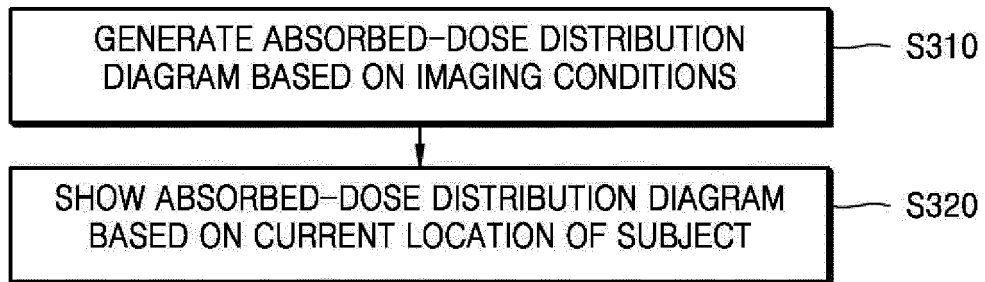 GENERATE ABSORBED-DOSE DISTRIBUTION
DIAGRAM BASED ON IMAGING CONDITIONS
S310
SHOW ABSORBED-DOSE DISTRIBUTION DIAGRAM
BASED ON CURRENT LOCATION OF SUBJECT
S320